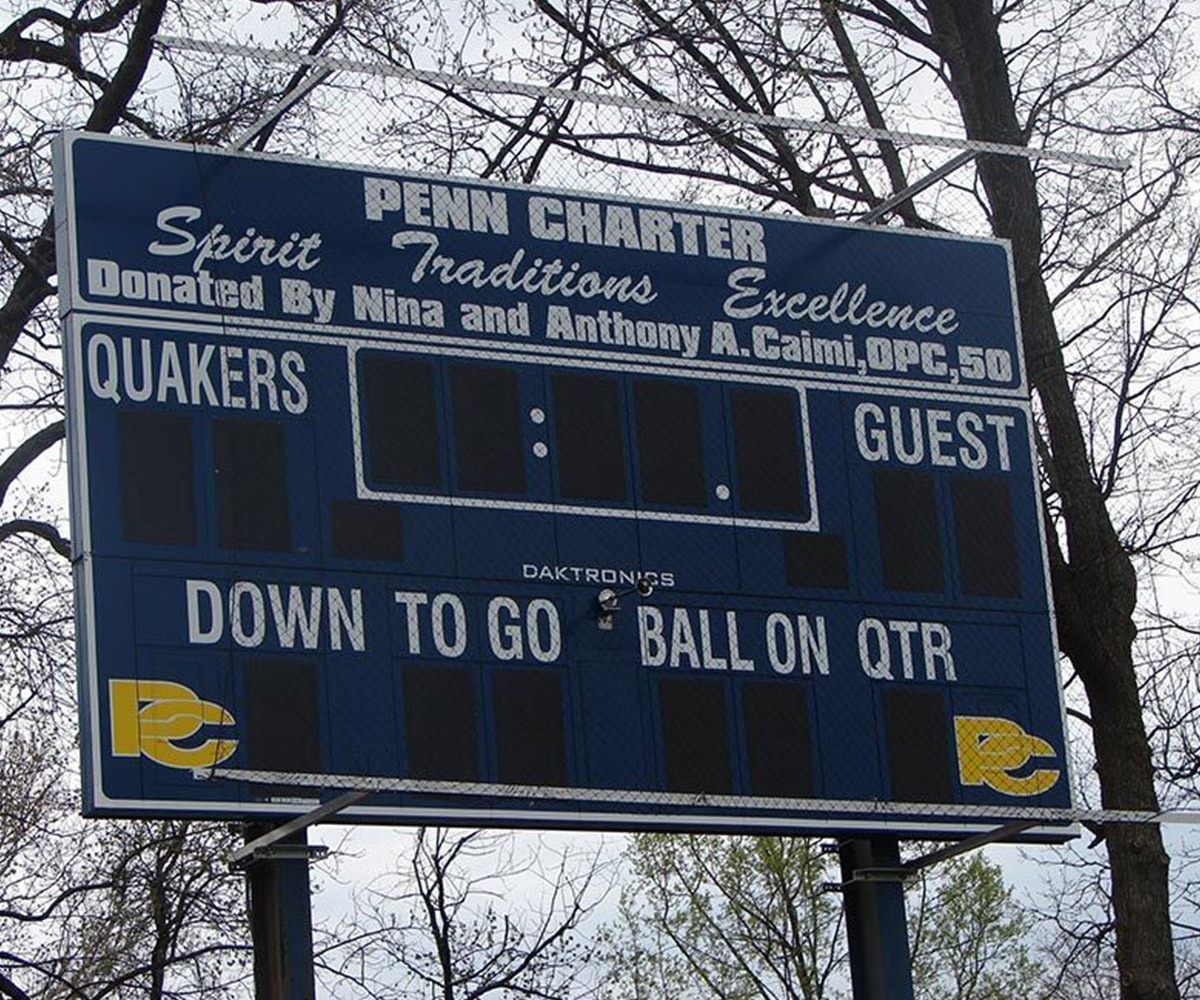 PENN CHARTER
Spirit Traditions Excellence
Donated By Nina and Anthony A. Caimi, OPC, 50
QUAKERS
GUEST
DAKTRONICS
DOWN TO GO BALL ON QTR
PC PC